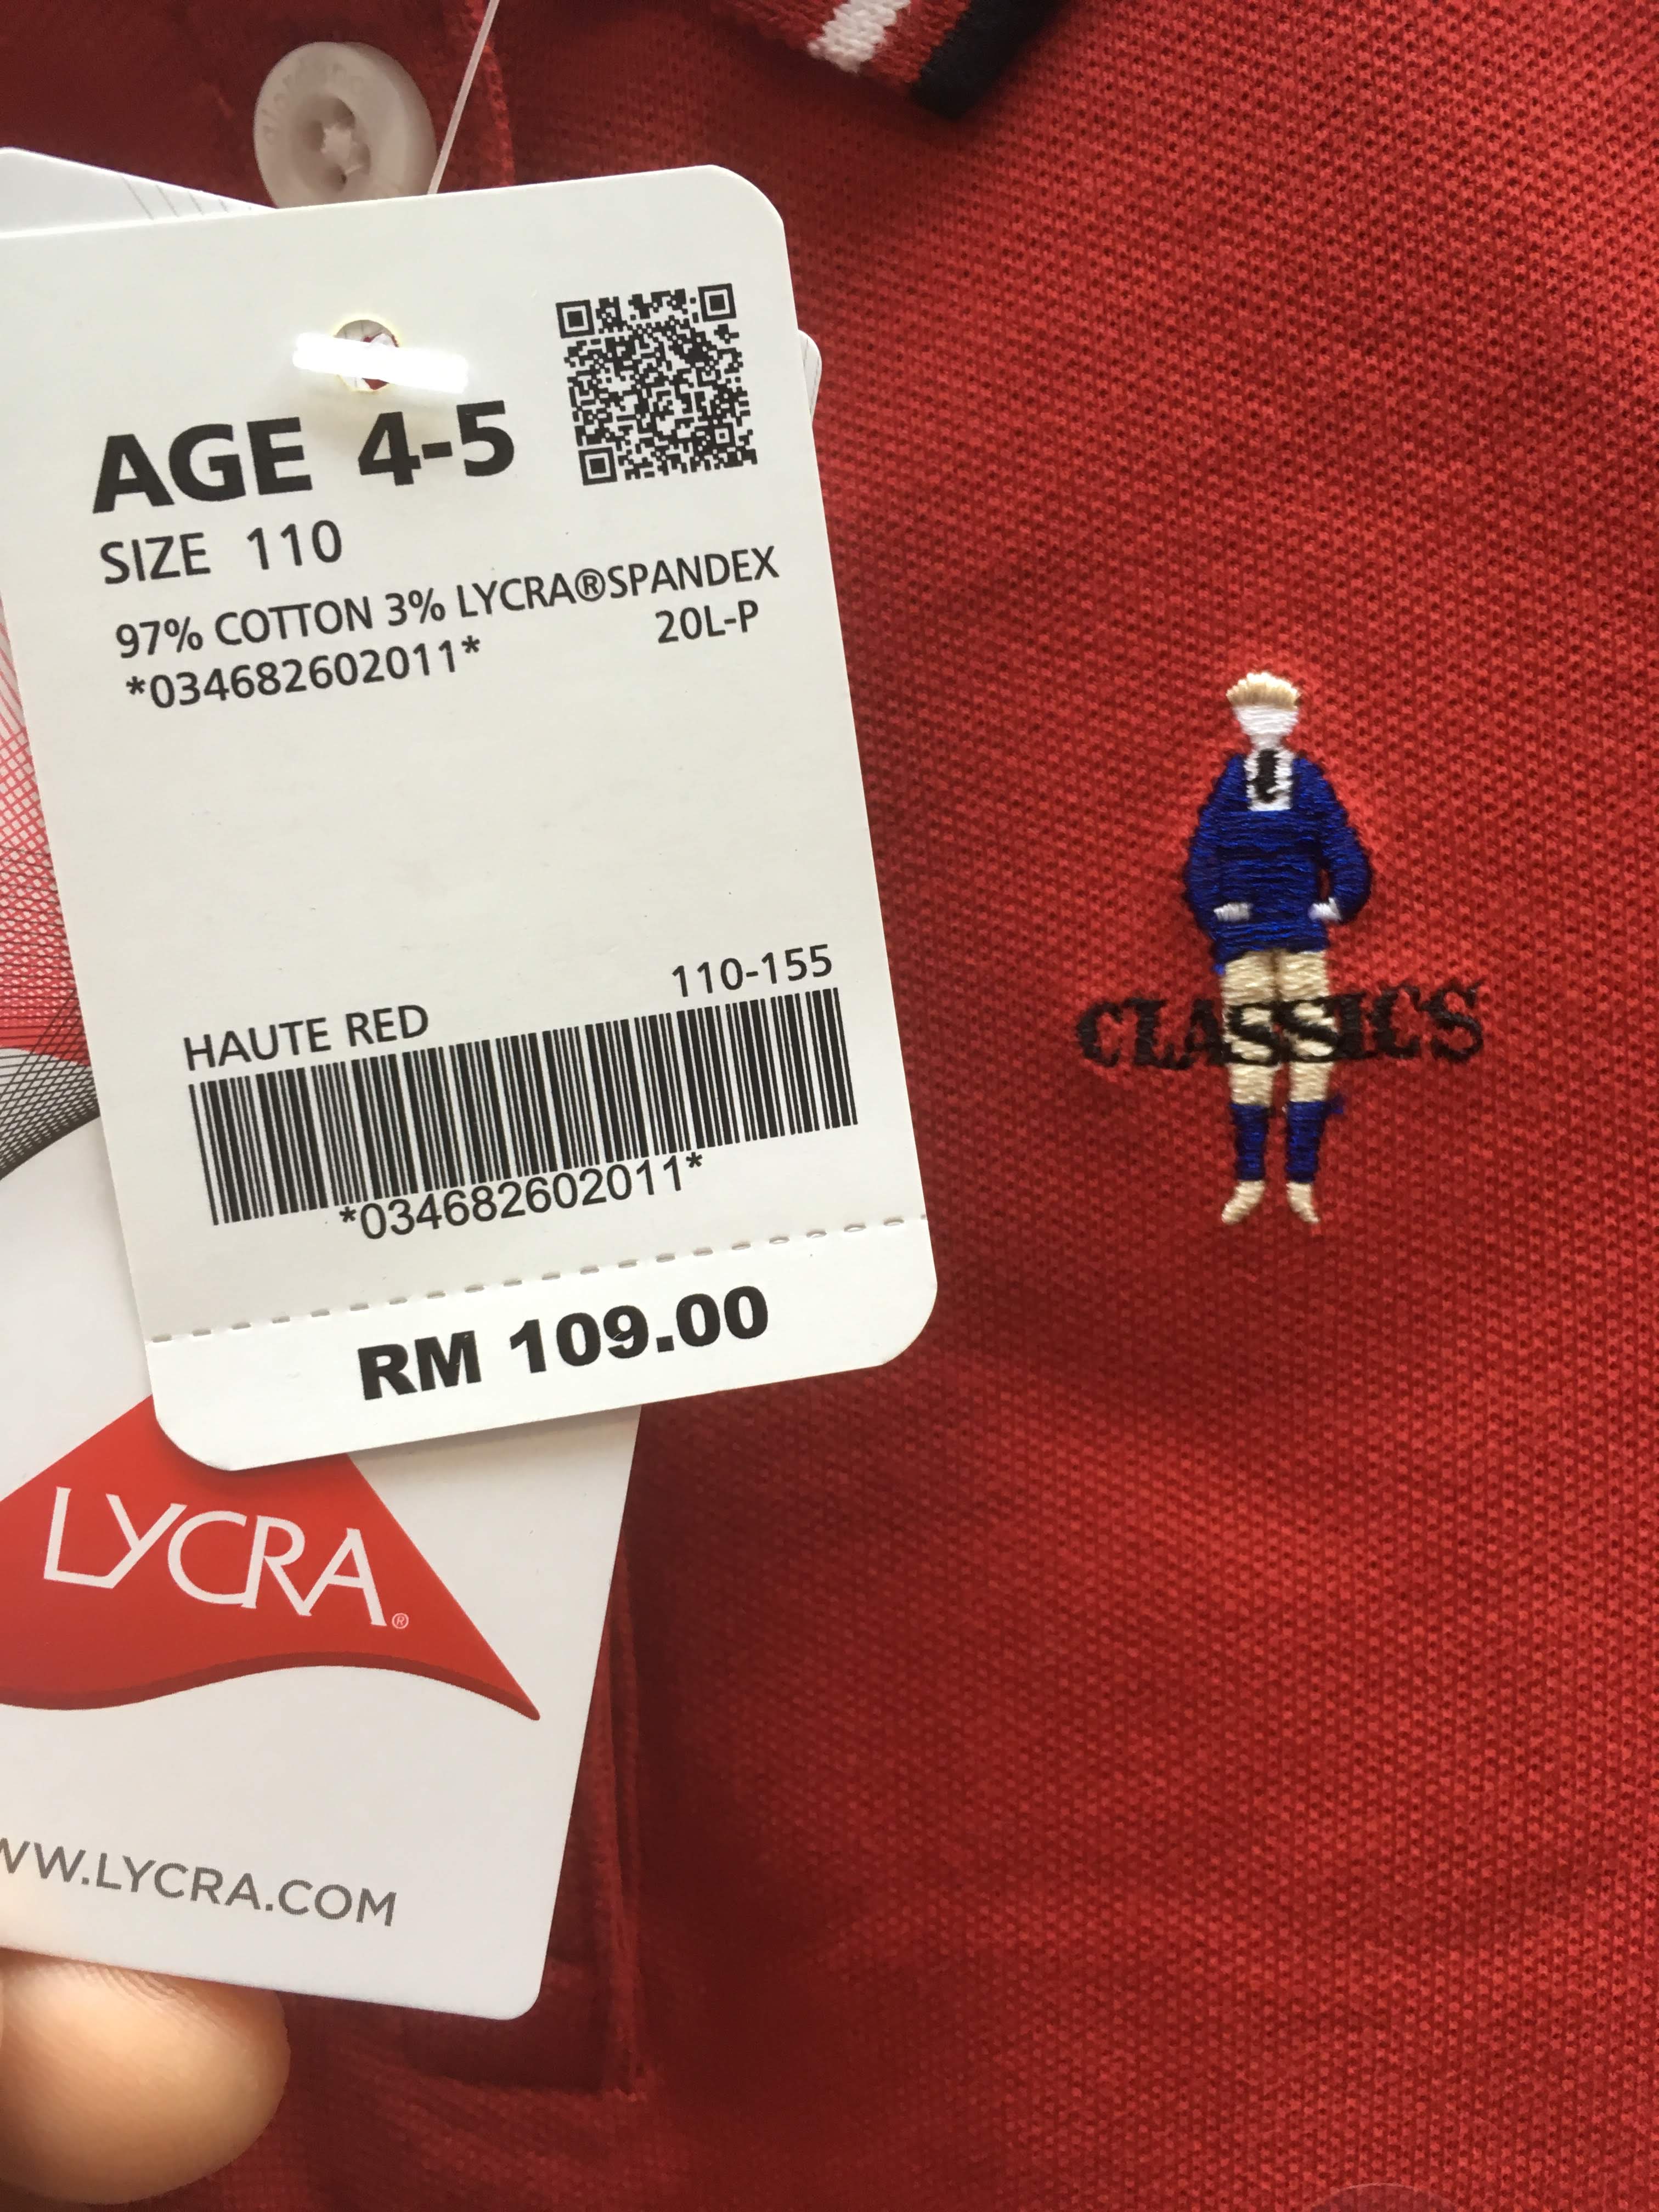 AGE 4-5
SIZE 110
97% COTTON 3% LYCRA®SPANDEX
20L-P
*034682602011*
110-155
HAUTE RED
*034682602011*
RM 109.00
CLASSICS
LYCRA®
WW.LYCRA.COM